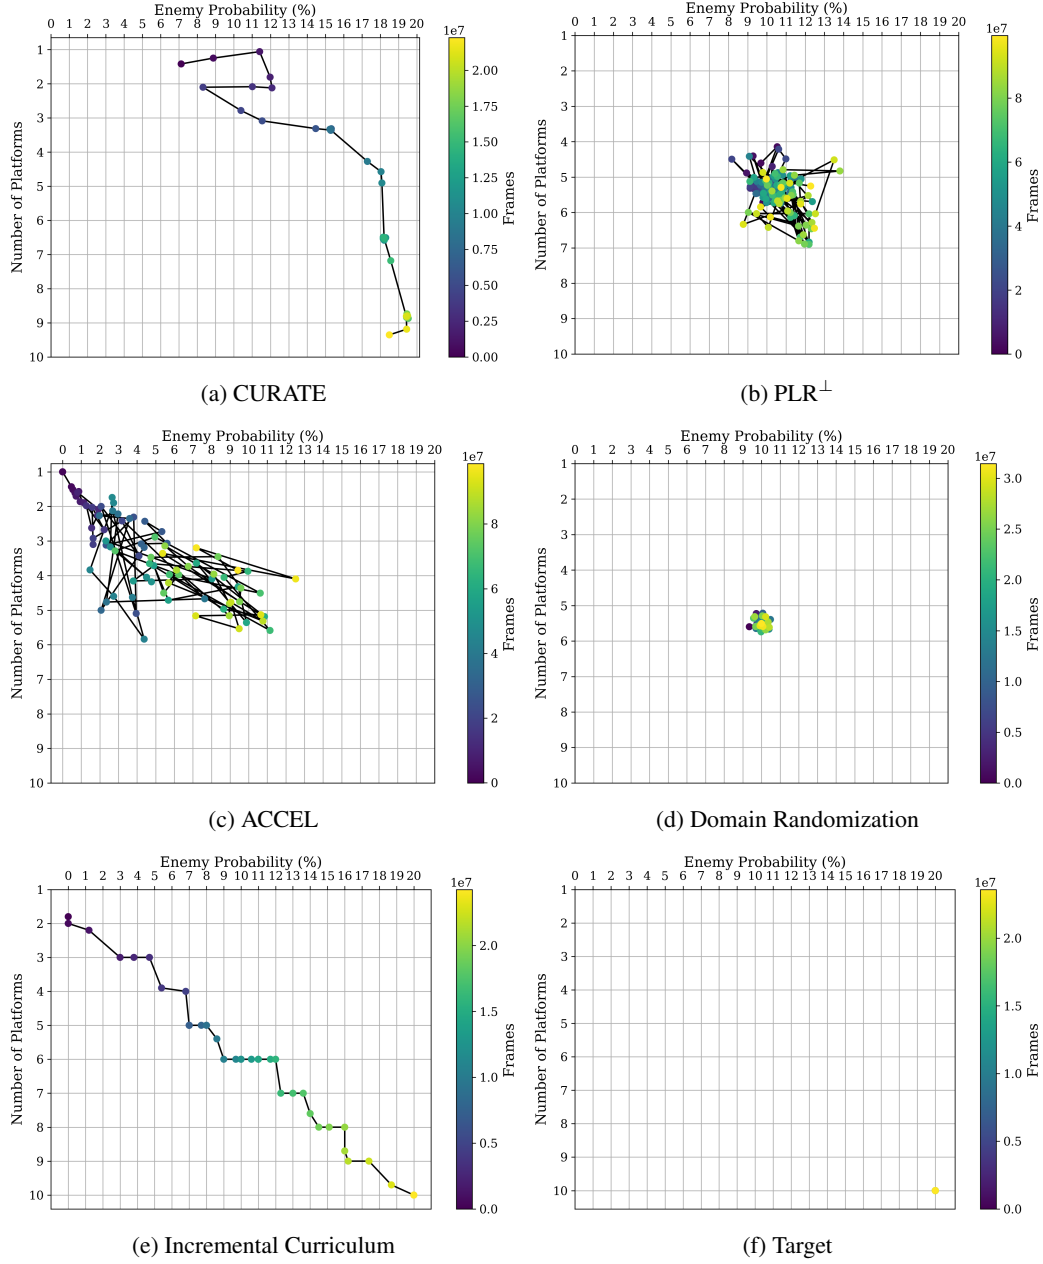 Enemy Probability (%)
0 1 2 3 4 5 6 7 8 9 10 11 12 13 14 15 16 17 18 19 20
1
2
3
4
5
6
7
8
9
10
Number of Platforms
0.00
0.25
0.50
0.75
1.00
1.25
1.50
1.75
2.00
1e7
Frames
(a) CURATE
Enemy Probability (%)
0 1 2 3 4 5 6 7 8 9 10 11 12 13 14 15 16 17 18 19 20
1
2
3
4
5
6
7
8
9
10
Number of Platforms
1e7
8
6
4
2
0
Frames
(b) PLR⊥
Enemy Probability (%)
0 1 2 3 4 5 6 7 8 9 10 11 12 13 14 15 16 17 18 19 20
1
2
3
4
5
6
7
8
9
10
Number of Platforms
1e7
8
6
4
2
0
Frames
(c) ACCEL
Enemy Probability (%)
0 1 2 3 4 5 6 7 8 9 10 11 12 13 14 15 16 17 18 19 20
1
2
3
4
5
6
7
8
9
10
Number of Platforms
1e7
3.0
2.5
2.0
1.5
1.0
0.5
0.0
Frames
(d) Domain Randomization
Enemy Probability (%)
0 1 2 3 4 5 6 7 8 9 10 11 12 13 14 15 16 17 18 19 20
1
2
3
4
5
6
7
8
9
10
Number of Platforms
1e7
2.0
1.5
1.0
0.5
0.0
Frames
(e) Incremental Curriculum
Enemy Probability (%)
0 1 2 3 4 5 6 7 8 9 10 11 12 13 14 15 16 17 18 19 20
1
2
3
4
5
6
7
8
9
10
Number of Platforms
1e7
2.0
1.5
1.0
0.5
0.0
Frames
(f) Target